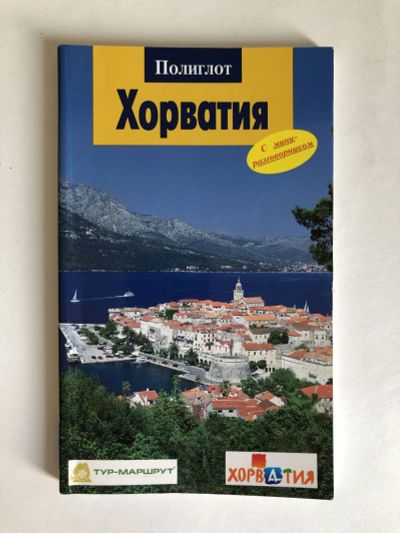 Полиглот
Хорватия
С мини-
разговорником
ТУР-МАРШРУТ
ХОРВАТИЯ